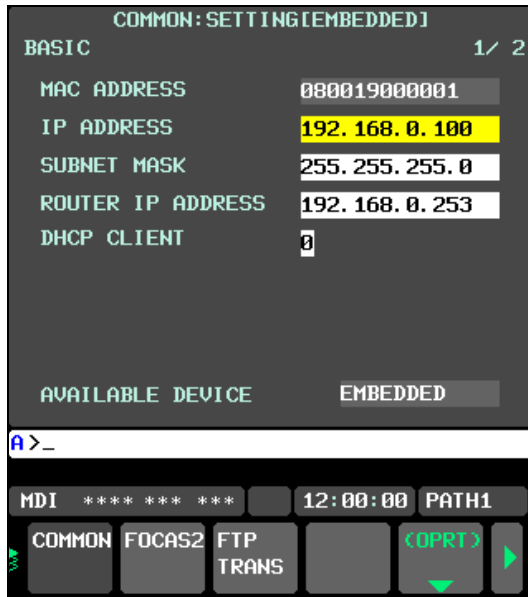 COMMON:SETTING[EMBEDDED]
BASIC 1/ 2
MAC ADDRESS 080019000001
IP ADDRESS 192.168.0.100
SUBNET MASK 255.255.255.0
ROUTER IP ADDRESS 192.168.0.253
DHCP CLIENT 0
AVAILABLE DEVICE EMBEDDED
A>_
MDI **** *** *** 12:00:00 PATH1
COMMON FOCAS2 FTP (OPRT)
TRANS